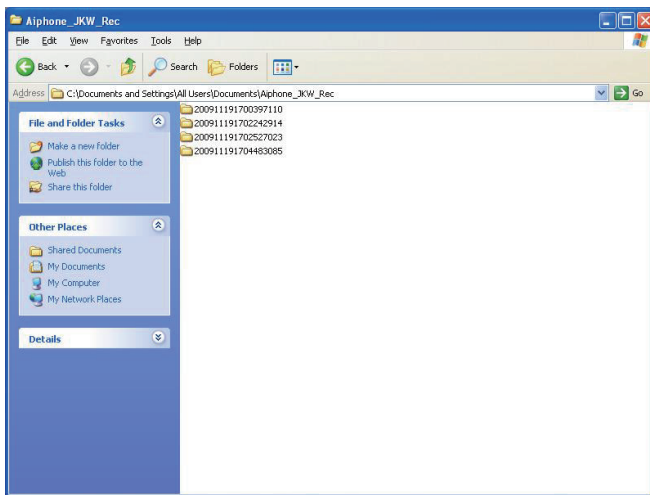 Aiphone_JKW_Rec
File Edit View Favorites Tools Help
Back Search Folders
Address C:\Documents and Settings\All Users\Documents\Aiphone_JKW_Rec Go
File and Folder Tasks
Make a new folder
Publish this folder to the
Web
Share this folder
Other Places
Shared Documents
My Documents
My Computer
My Network Places
Details
200911191700397110
200911191702242914
200911191702527023
200911191704483085